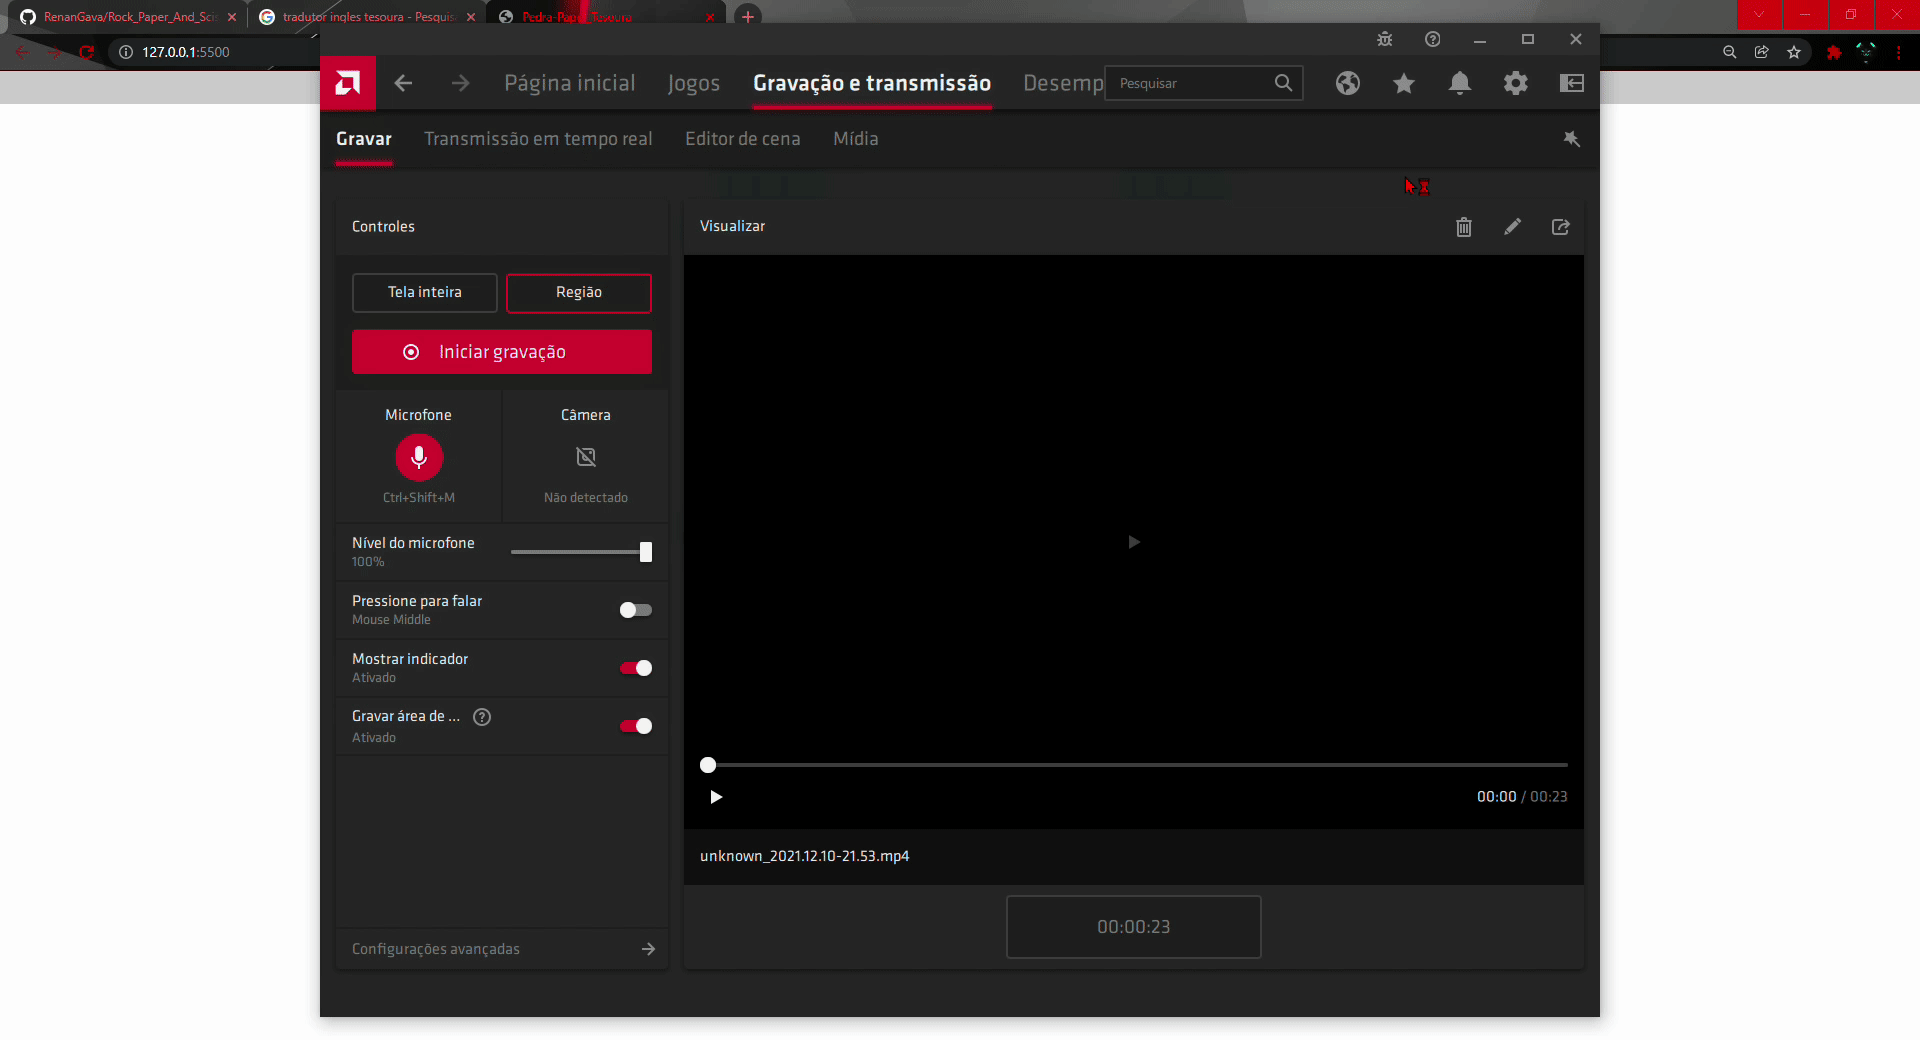 RenanGava/Rock_Paper_And_Scis
tradutor ingles tesoura - Pesquis
Pedra-Papel-Tesoura
127.0.0.1:5500
Página inicial
Jogos
Gravação e transmissão
Desemp
Pesquisar
Gravar
Transmissão em tempo real
Editor de cena
Mídia
Controles
Visualizar
Tela inteira
Região
Iniciar gravação
Microfone
Câmera
Ctrl+Shift+M
Não detectado
Nível do microfone
100%
Pressione para falar
Mouse Middle
Mostrar indicador
Ativado
Gravar área de ...
Ativado
00:00 / 00:23
unknown_2021.12.10-21.53.mp4
00:00:23
Configurações avançadas